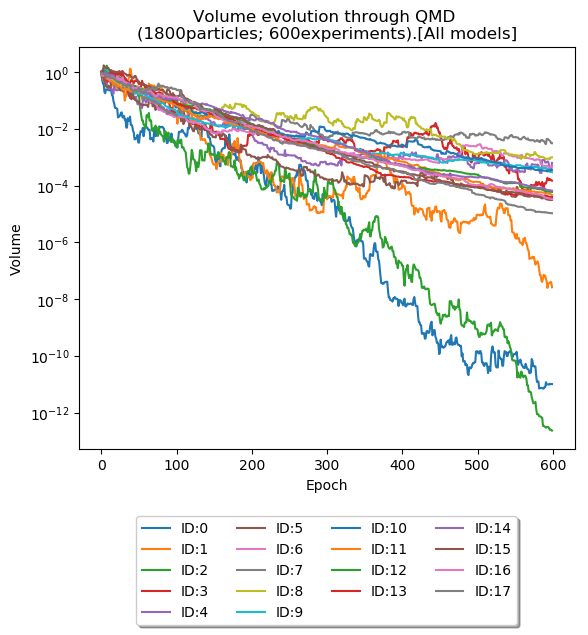 Volume evolution through QMD
(1800particles; 600experiments).[All models]
Volume
10^0
10^-2
10^-4
10^-6
10^-8
10^-10
10^-12
0 100 200 300 400 500 600
Epoch
ID:0 ID:5 ID:10 ID:14
ID:1 ID:6 ID:11 ID:15
ID:2 ID:7 ID:12 ID:16
ID:3 ID:8 ID:13 ID:17
ID:4 ID:9